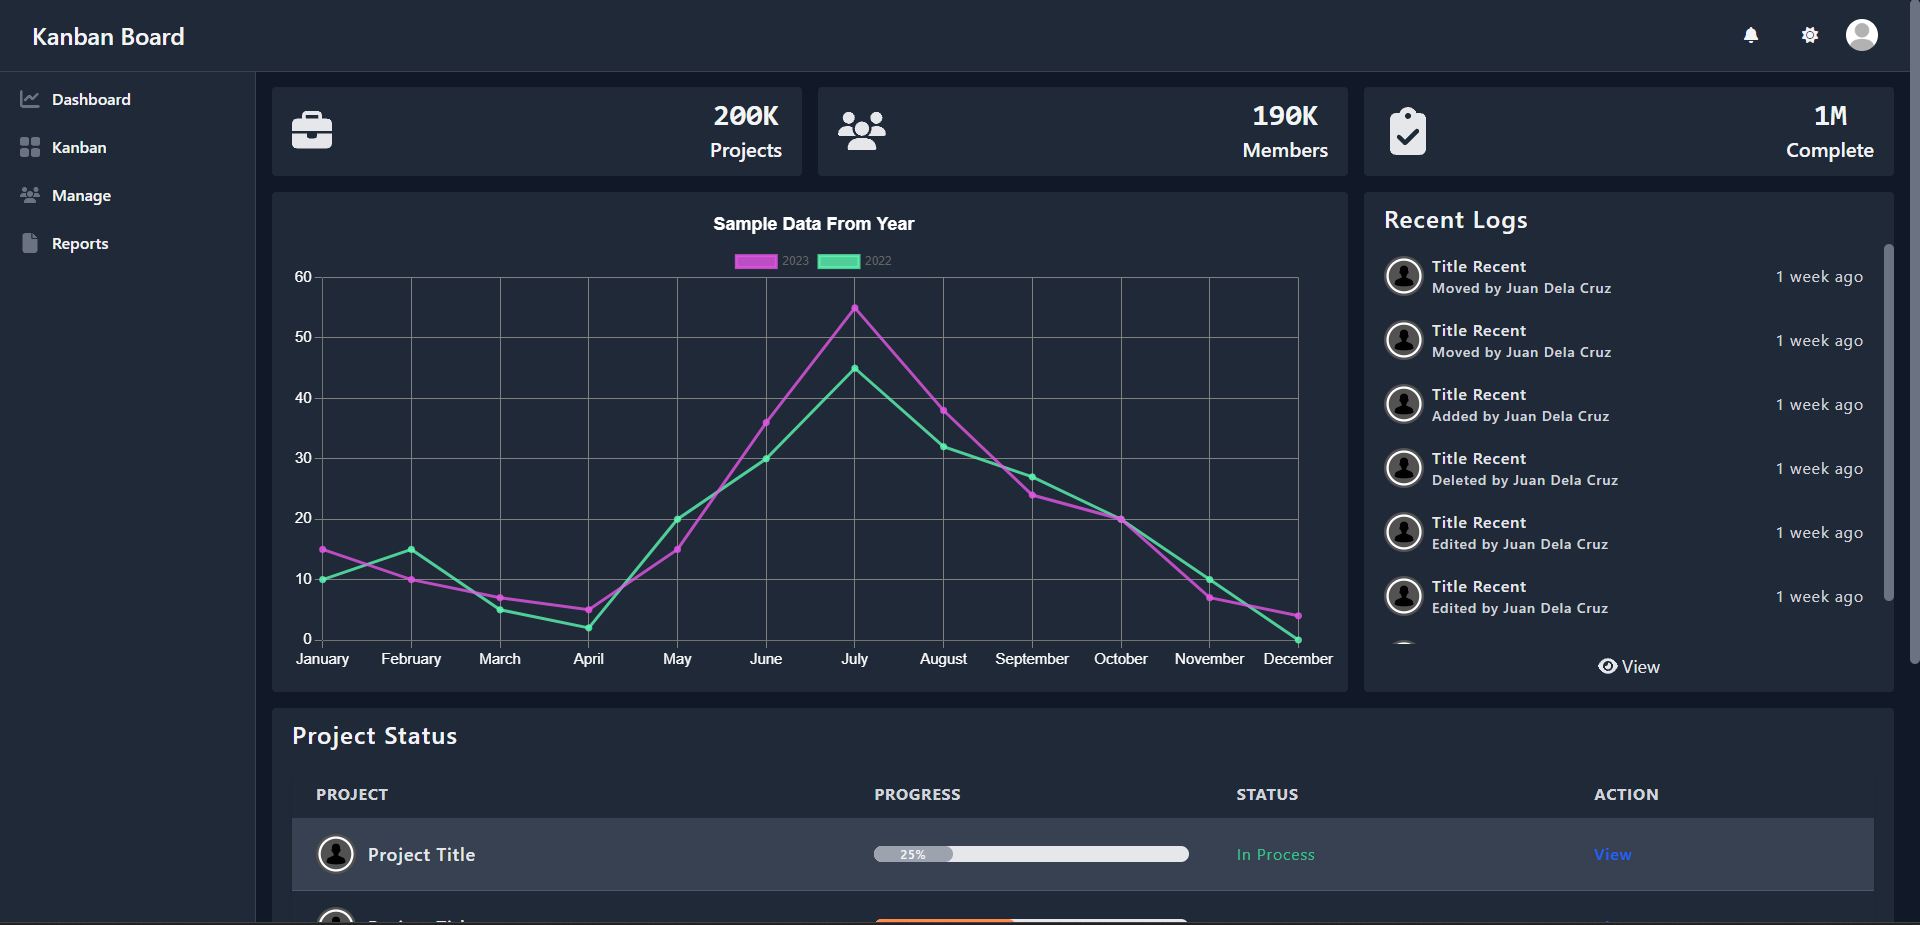 Kanban Board
Dashboard
Kanban
Manage
Reports
200K
Projects
190K
Members
1M
Complete
Sample Data From Year
2023 2022
60
50
40
30
20
10
0
January February March April May June July August September October November December
Recent Logs
Title Recent
Moved by Juan Dela Cruz
1 week ago
Title Recent
Moved by Juan Dela Cruz
1 week ago
Title Recent
Added by Juan Dela Cruz
1 week ago
Title Recent
Deleted by Juan Dela Cruz
1 week ago
Title Recent
Edited by Juan Dela Cruz
1 week ago
Title Recent
Edited by Juan Dela Cruz
1 week ago
View
Project Status
PROJECT PROGRESS STATUS ACTION
Project Title 25% In Process View